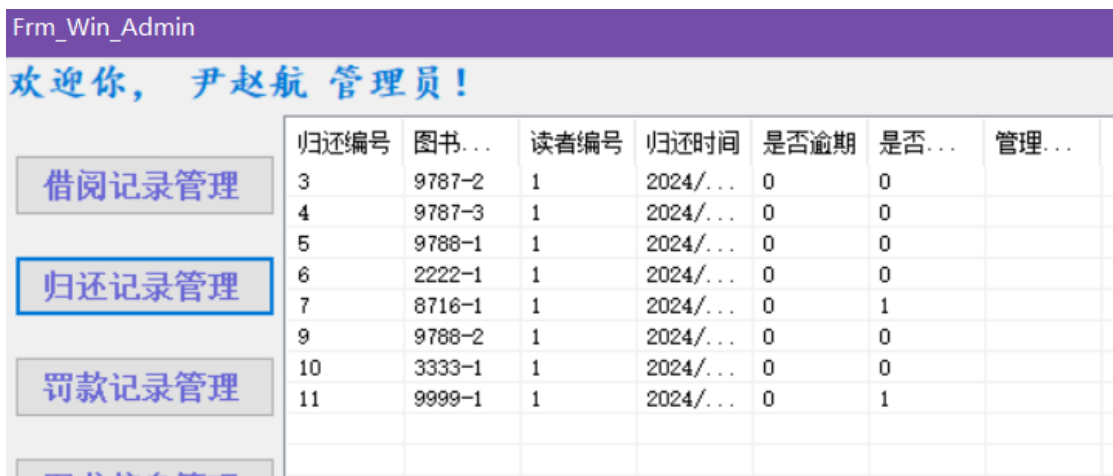 Frm_Win_Admin
欢迎你， 尹赵航 管理员！
借阅记录管理
归还记录管理
罚款记录管理
归还编号 图书... 读者编号 归还时间 是否逾期 是否... 管理...
3 9787-2 1 2024/... 0 0
4 9787-3 1 2024/... 0 0
5 9788-1 1 2024/... 0 0
6 2222-1 1 2024/... 0 0
7 8716-1 1 2024/... 0 1
9 9788-2 1 2024/... 0 0
10 3333-1 1 2024/... 0 0
11 9999-1 1 2024/... 0 1